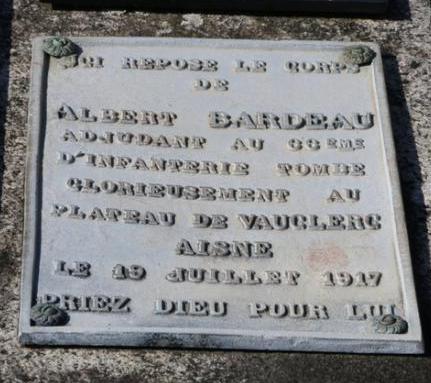 ICI REPOSE LE CORPS
DE
ALBERT BARDEAU
ADJUDANT AU 66EME
D'INFANTERIE TOMBE
GLORIEUSEMENT AU
PLATEAU DE VAUCLERC
AISNE
LE 19 JUILLET 1917
PRIEZ DIEU POUR LUI